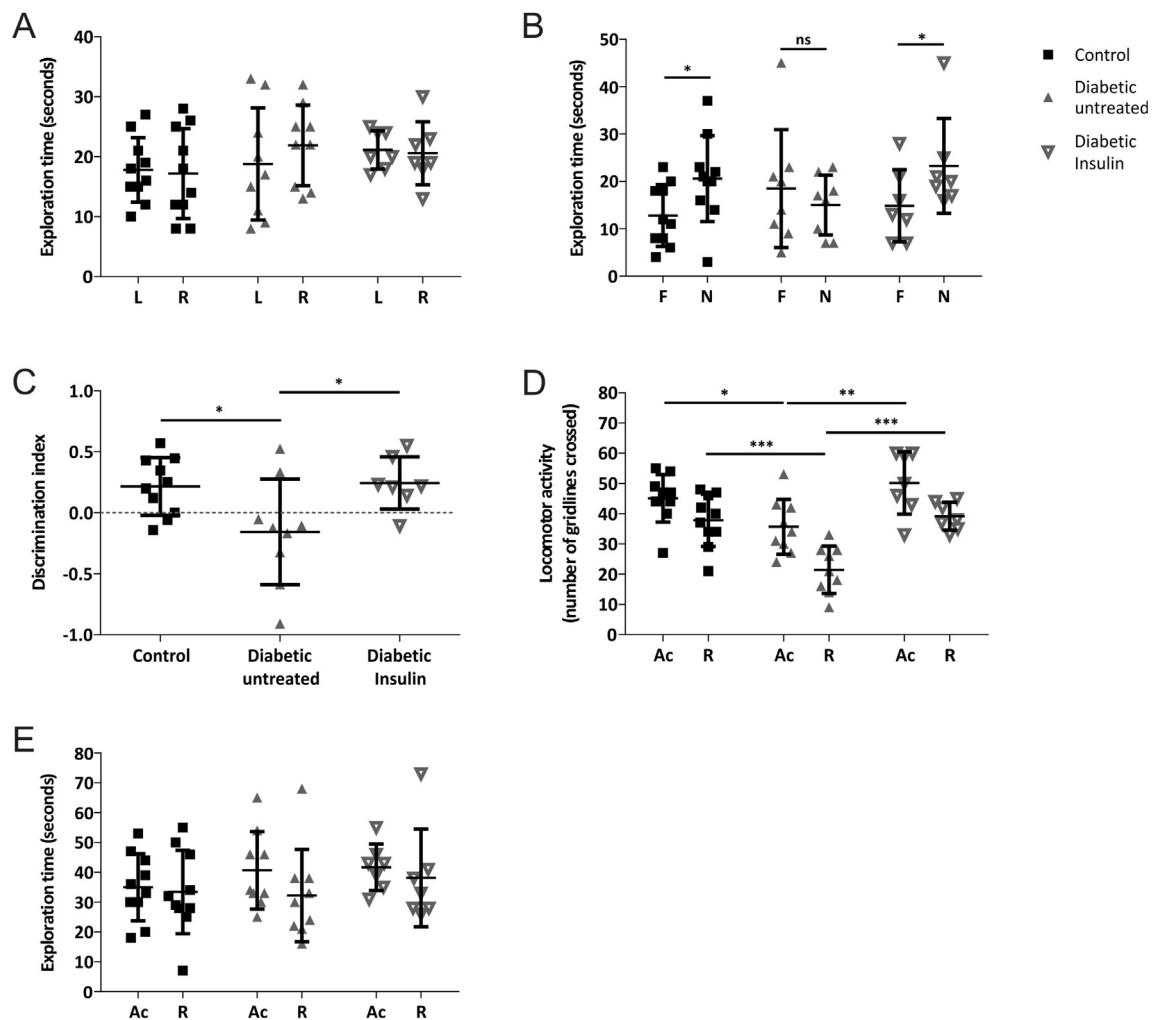 A
Exploration time (seconds)
40
30
20
10
0
L
R
L
R
L
R
B
Exploration time (seconds)
50
40
30
20
10
0
*
ns
*
F
N
F
N
F
N
Control
Diabetic
untreated
Diabetic
Insulin
C
Discrimination index
1.0
0.5
0.0
-0.5
-1.0
*
*
Control
Diabetic
untreated
Diabetic
Insulin
D
Locomotor activity
(number of gridlines crossed)
80
70
60
50
40
30
20
10
0
*
**
***
***
Ac
R
Ac
R
Ac
R
E
Exploration time (seconds)
80
70
60
50
40
30
20
10
0
Ac
R
Ac
R
Ac
R